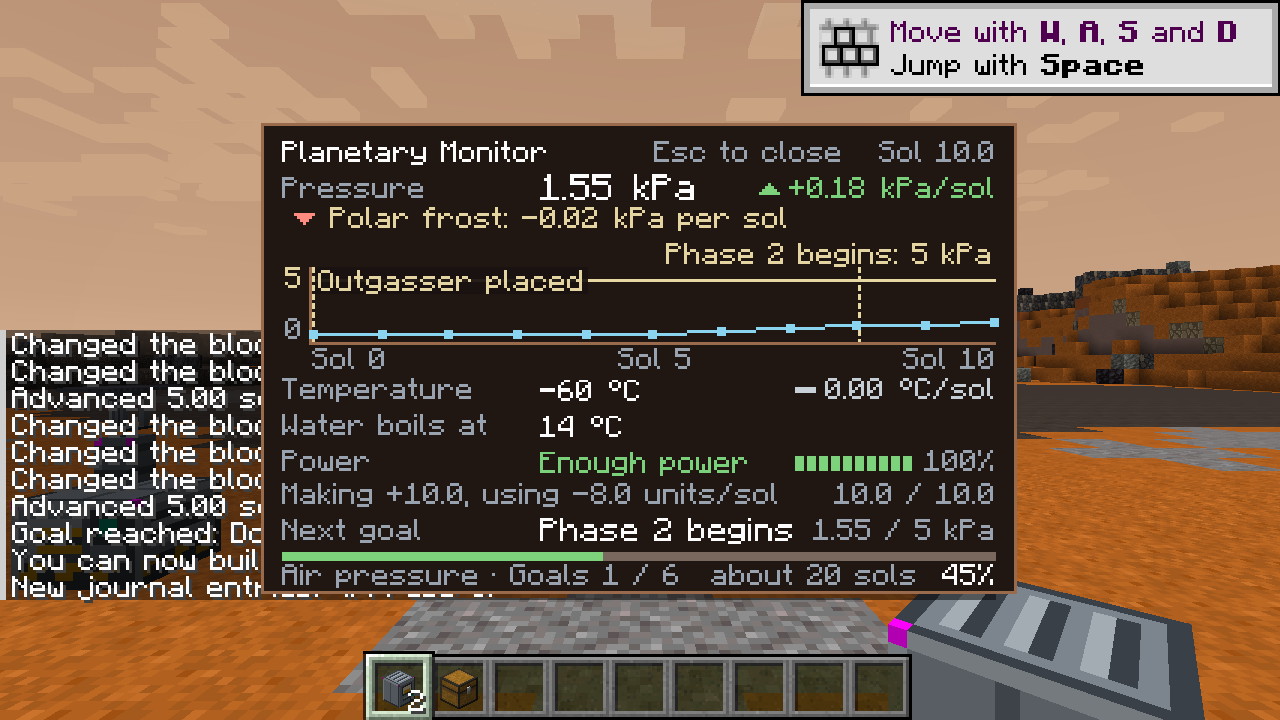 Move with W, A, S and D
Jump with Space
Planetary Monitor Esc to close Sol 10.0
Pressure 1.55 kPa +0.18 kPa/sol
Polar frost: −0.02 kPa per sol
Phase 2 begins: 5 kPa
5 Outgasser placed
0
Sol 0 Sol 5 Sol 10
Temperature −60 °C 0.00 °C/sol
Water boils at 14 °C
Power Enough power 100%
Making +10.0, using −8.0 units/sol 10.0 / 10.0
Next goal Phase 2 begins 1.55 / 5 kPa
Air pressure · Goals 1 / 6 about 20 sols 45%
Changed the bloc
Changed the bloc
Advanced 5.00 s
Changed the bloc
Changed the bloc
Changed the bloc
Advanced 5.00 s
Goal reached: Do
You can now buil
New journal ent
2